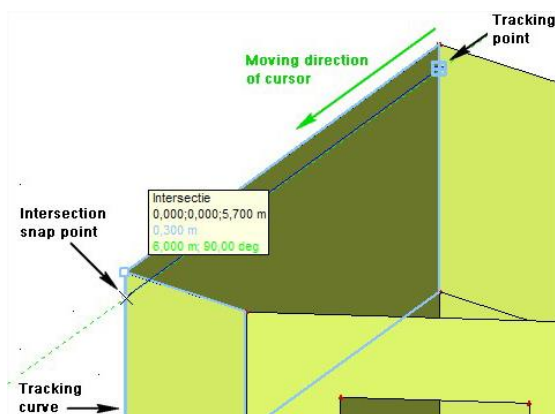 Tracking
point
Moving direction
of cursor
Intersectie
0,000;0,000;5,700 m
0,300 m
6,000 m; 90,00 deg
Intersection
snap point
Tracking
curve